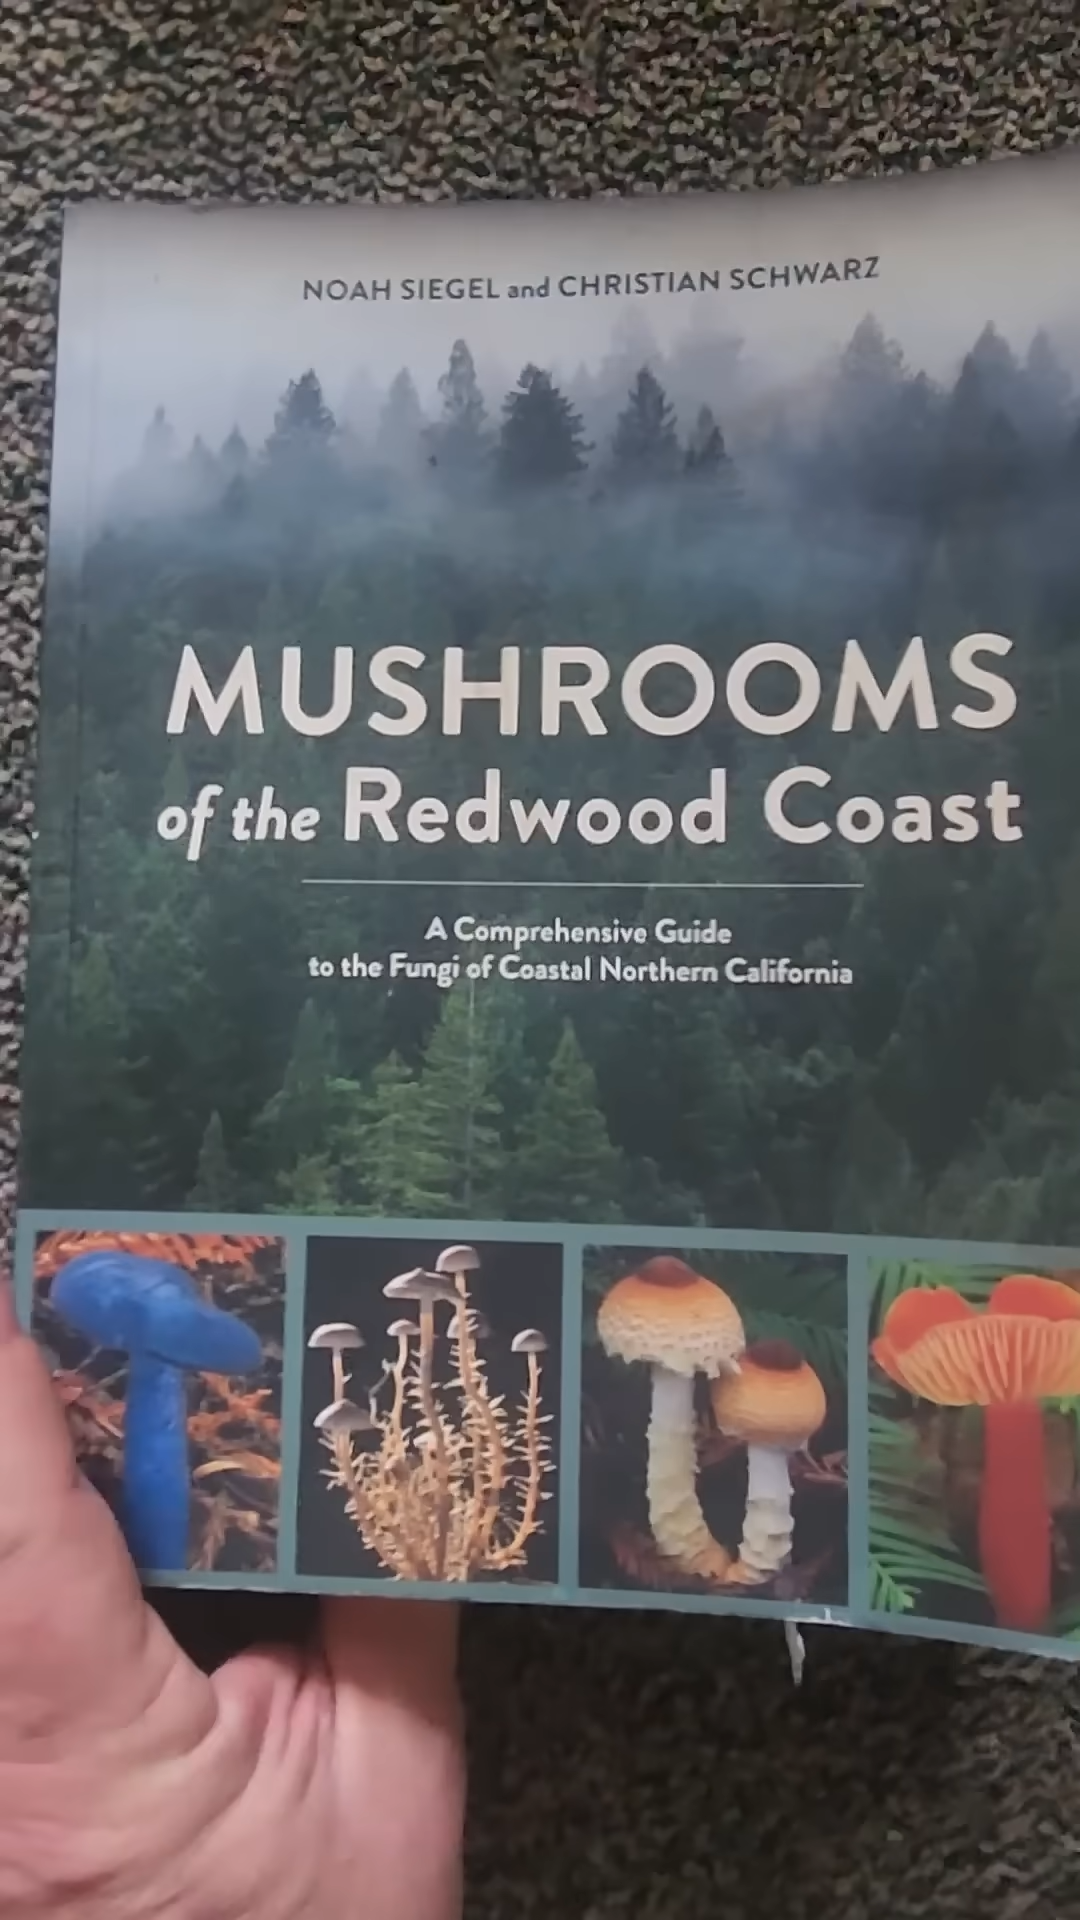 NOAH SIEGEL and CHRISTIAN SCHWARZ
MUSHROOMS
of the Redwood Coast
A Comprehensive Guide
to the Fungi of Coastal Northern California